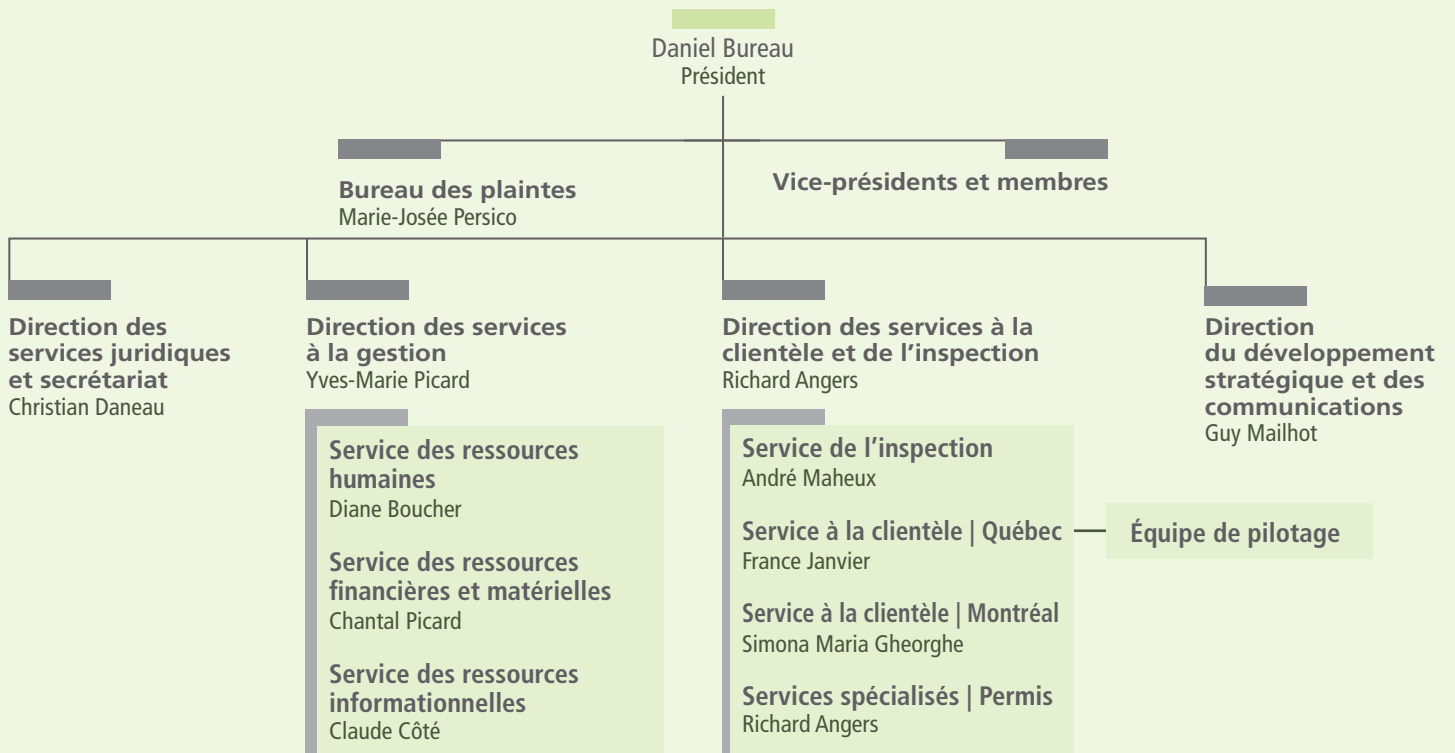 Daniel Bureau
Président
Bureau des plaintes
Marie-Josée Persico
Vice-présidents et membres
Direction des
services juridiques
et secrétariat
Christian Daneau
Direction des services
à la gestion
Yves-Marie Picard
Service des ressources
humaines
Diane Boucher
Service des ressources
financières et matérielles
Chantal Picard
Service des ressources
informationnelles
Claude Côté
Direction des services à la
clientèle et de l’inspection
Richard Angers
Service de l’inspection
André Maheux
Service à la clientèle | Québec
France Janvier
Équipe de pilotage
Service à la clientèle | Montréal
Simona Maria Gheorghe
Services spécialisés | Permis
Richard Angers
Direction
du développement
stratégique et des
communications
Guy Mailhot